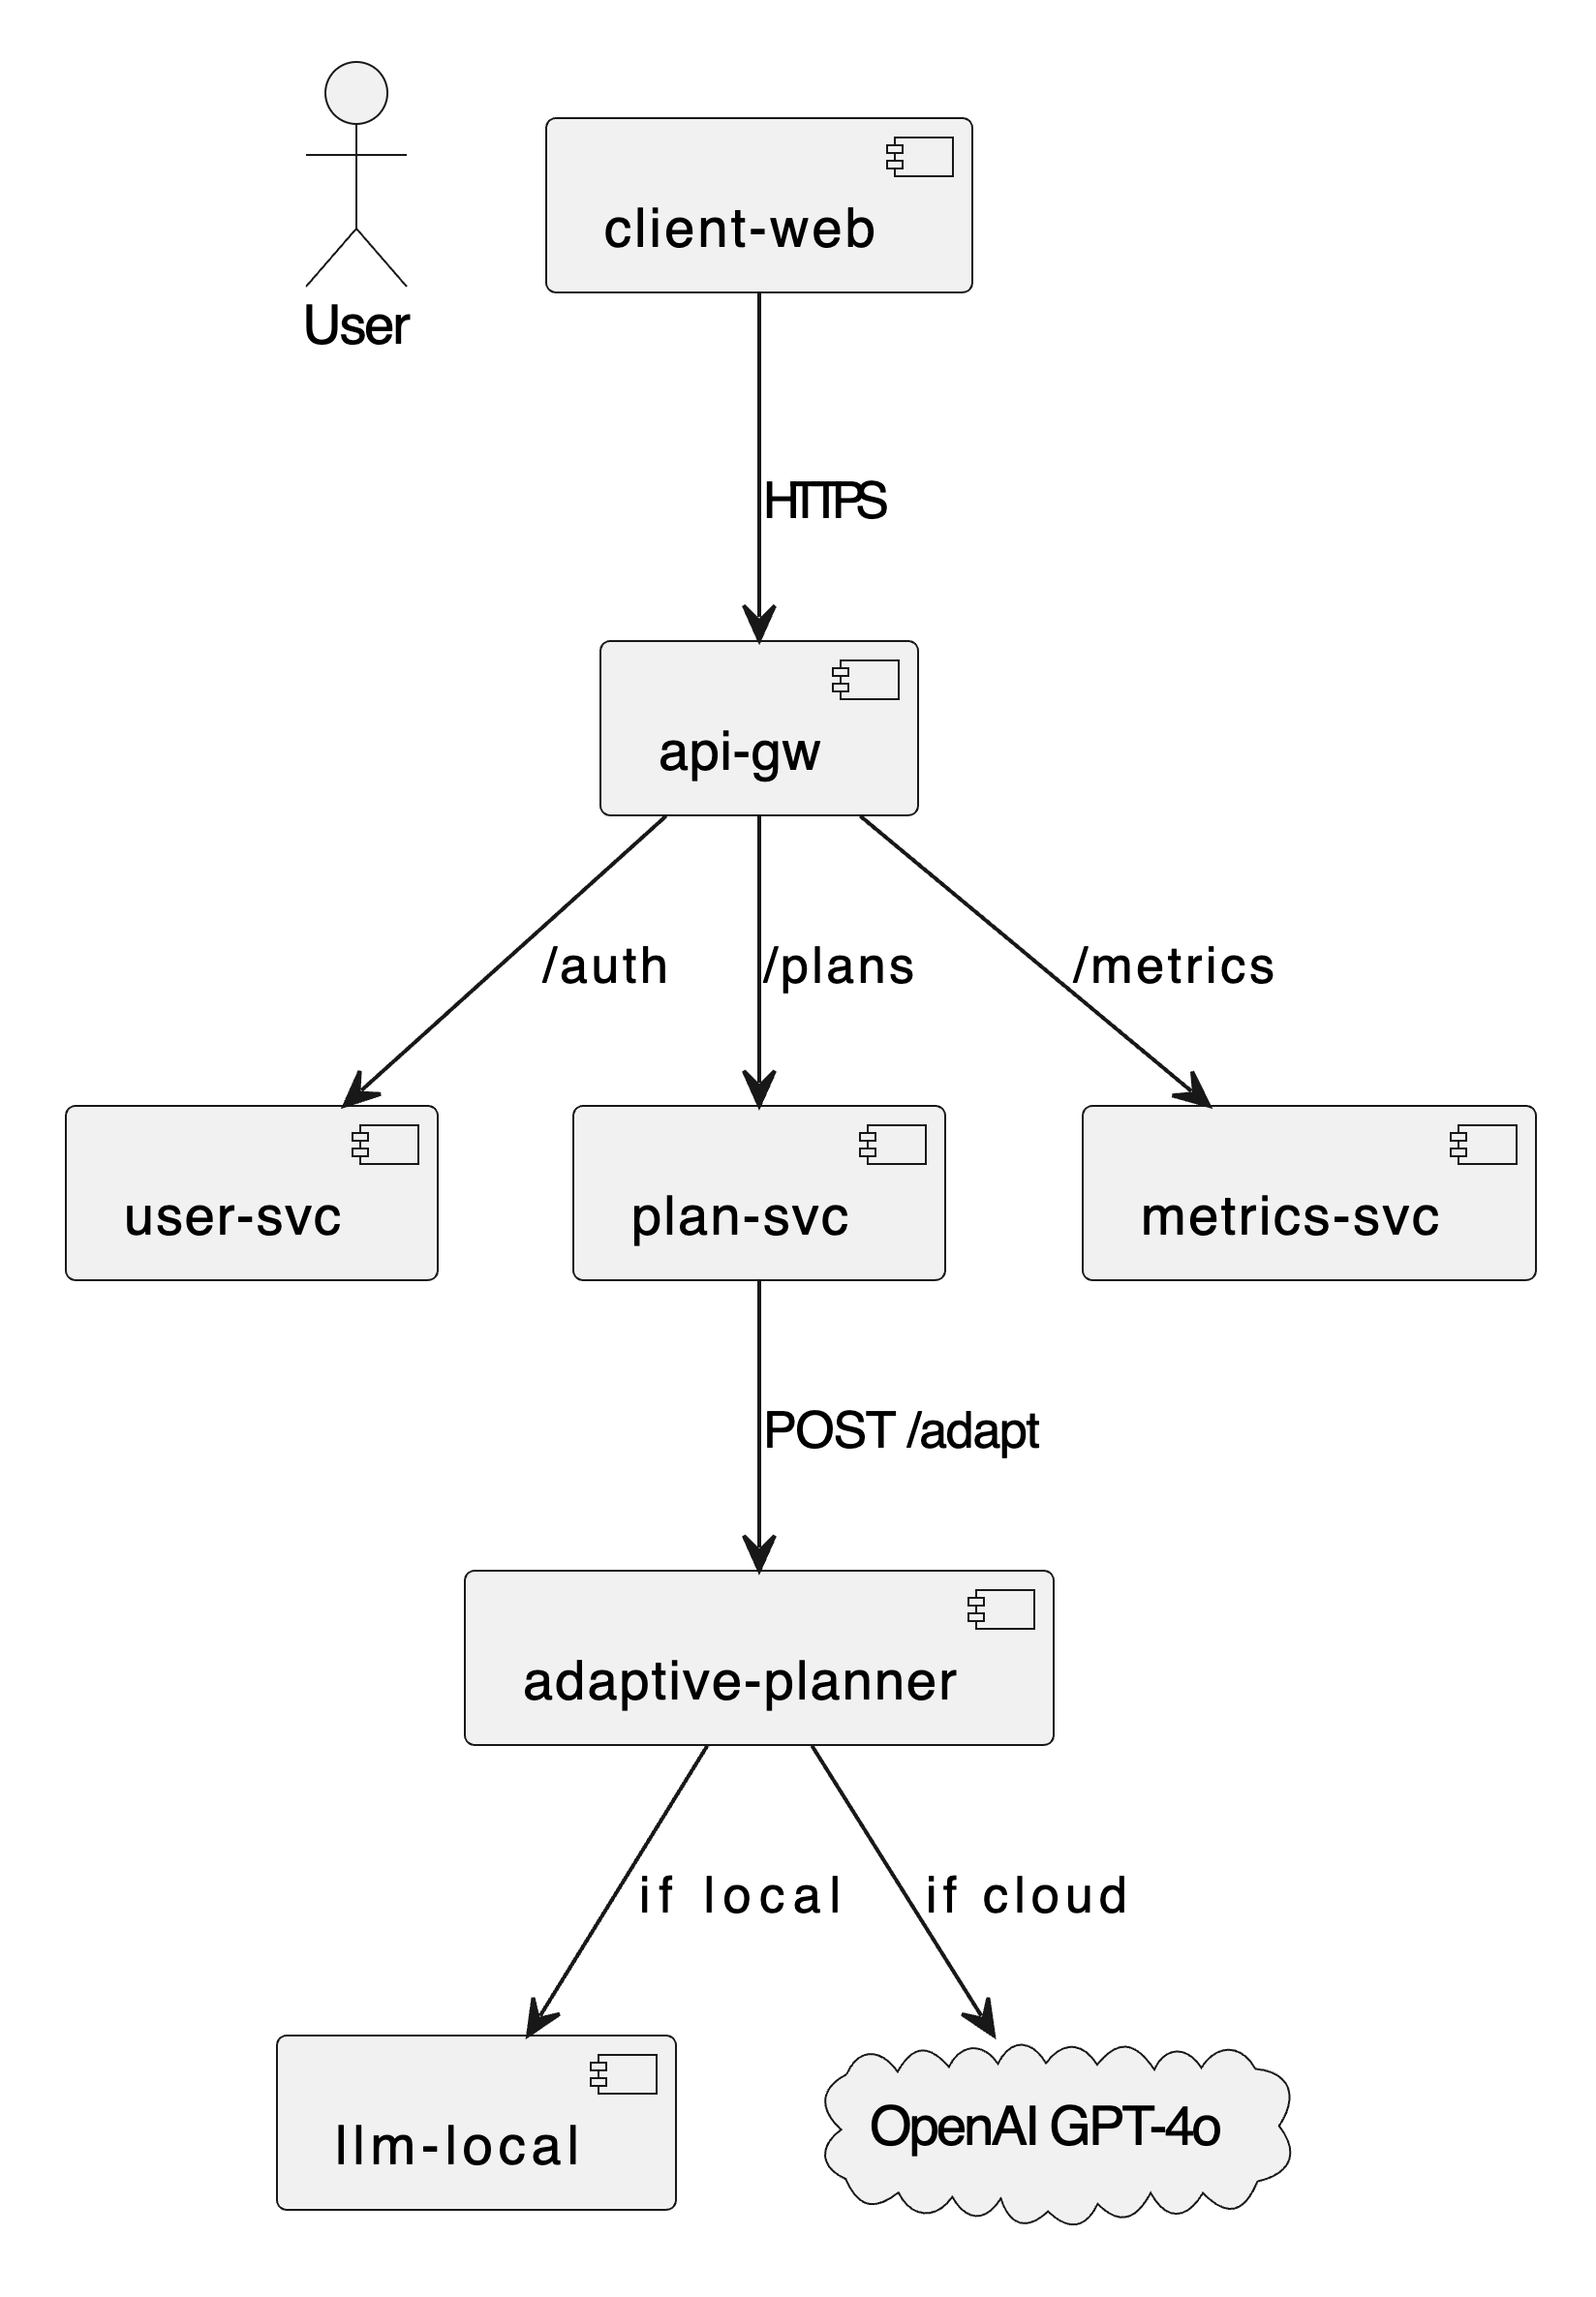 User
client-web
HTTPS
api-gw
/auth
/plans
/metrics
user-svc
plan-svc
metrics-svc
POST /adapt
adaptive-planner
if local
if cloud
llm-local
OpenAI GPT-4o